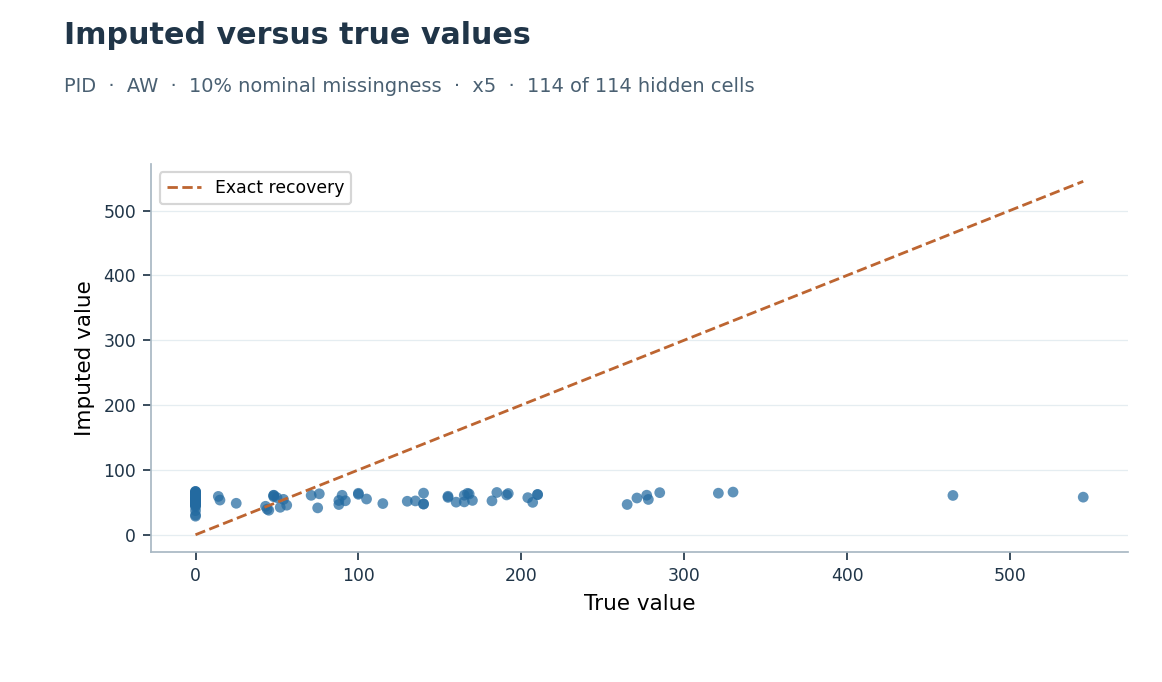 Imputed versus true values
PID · AW · 10% nominal missingness · x5 · 114 of 114 hidden cells
Exact recovery
500
400
300
200
100
0
Imputed value
0 100 200 300 400 500
True value